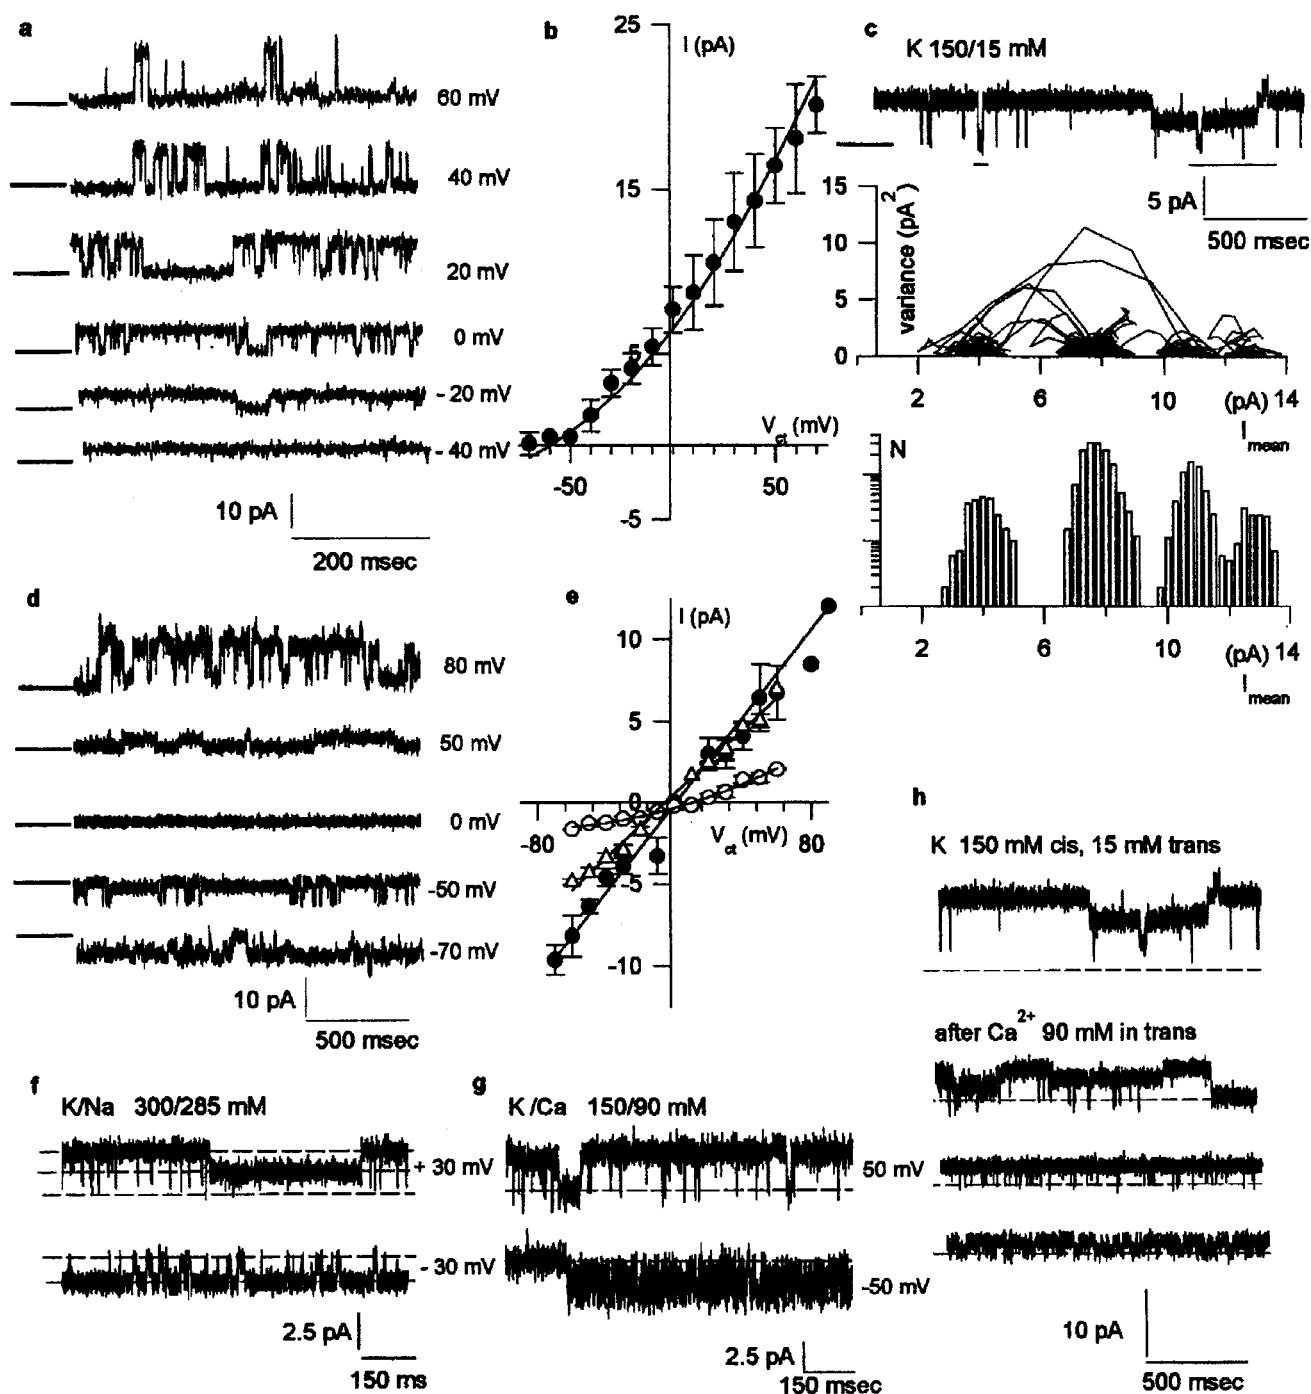 a
60 mV
40 mV
20 mV
0 mV
- 20 mV
- 40 mV
10 pA
200 msec
b
25
I (pA)
15
5
V ct (mV)
-50
50
-5
c
K 150/15 mM
5 pA
500 msec
15
10
5
0
variance (pA 2 )
2
6
10
(pA)
14
I mean
N
2
6
10
(pA)
14
I mean
d
80 mV
50 mV
0 mV
-50 mV
-70 mV
10 pA
500 msec
e
I (pA)
10
5
0
-80
V ct (mV)
80
-5
-10
f
K/Na 300/285 mM
+ 30 mV
- 30 mV
2.5 pA
150 ms
g
K /Ca 150/90 mM
50 mV
-50 mV
2.5 pA
150 msec
h
K 150 mM cis, 15 mM trans
after Ca2+ 90 mM in trans
10 pA
500 msec